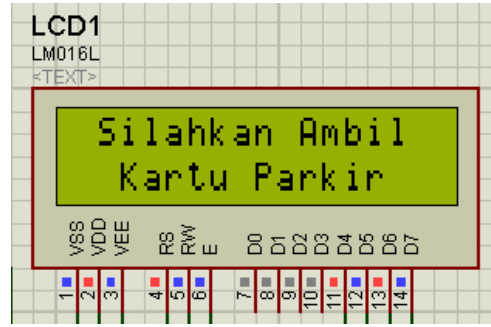 LCD1
LM016L
<TEXT>
Silahkan Ambil
Kartu Parkir
VSS VDD VEE RS RW E D0 D1 D2 D3 D4 D5 D6 D7
1 2 3 4 5 6 7 8 9 10 11 12 13 14